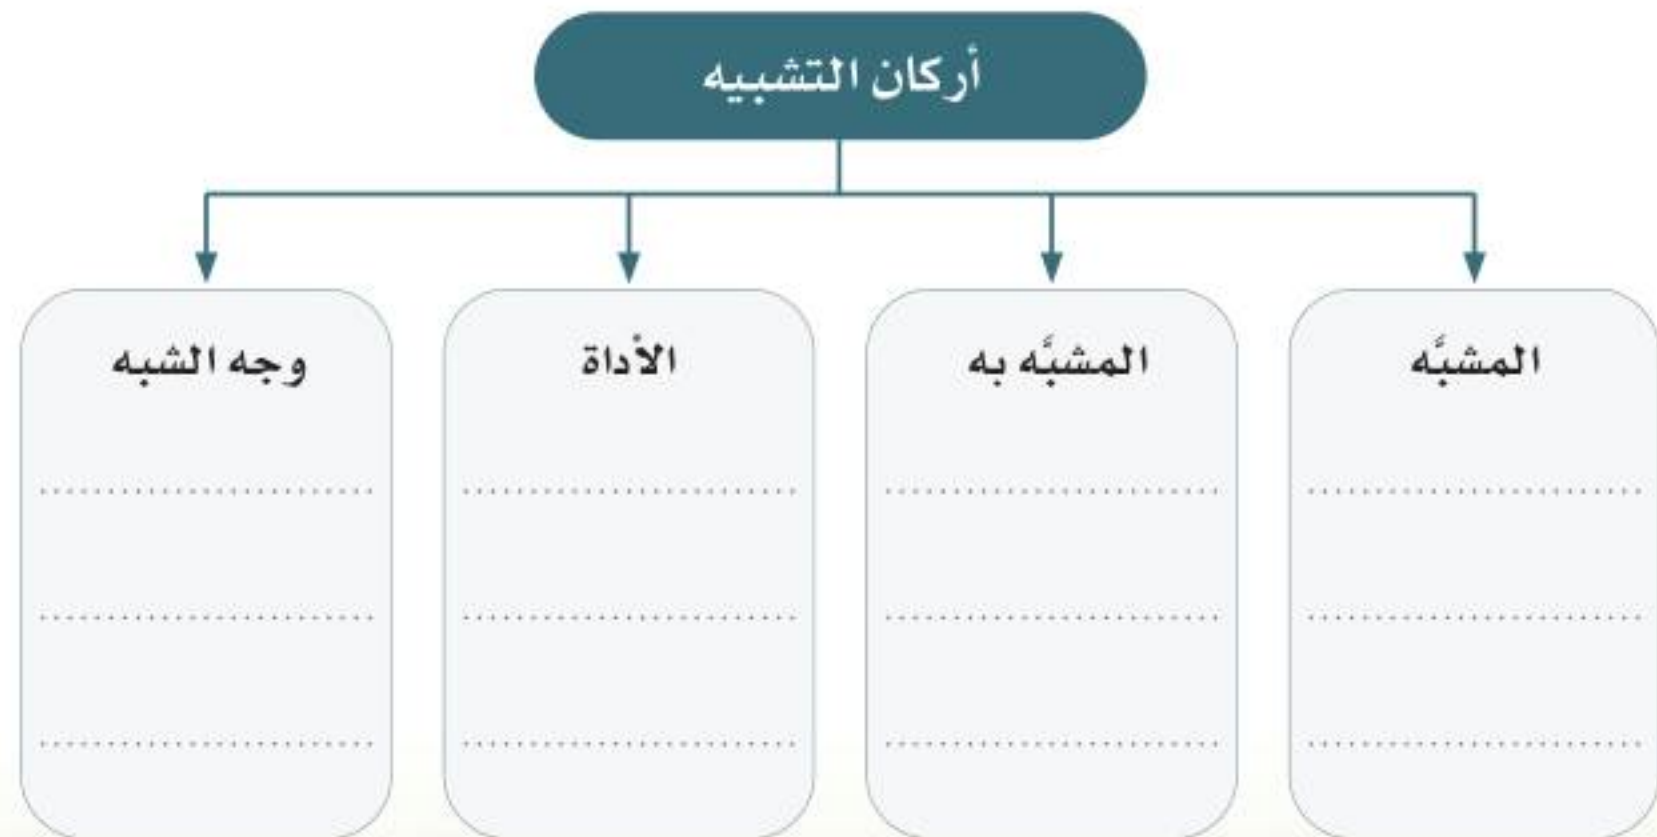 أركان التشبيه
المشبَّه
المشبَّه به
الأداة
وجه الشبه